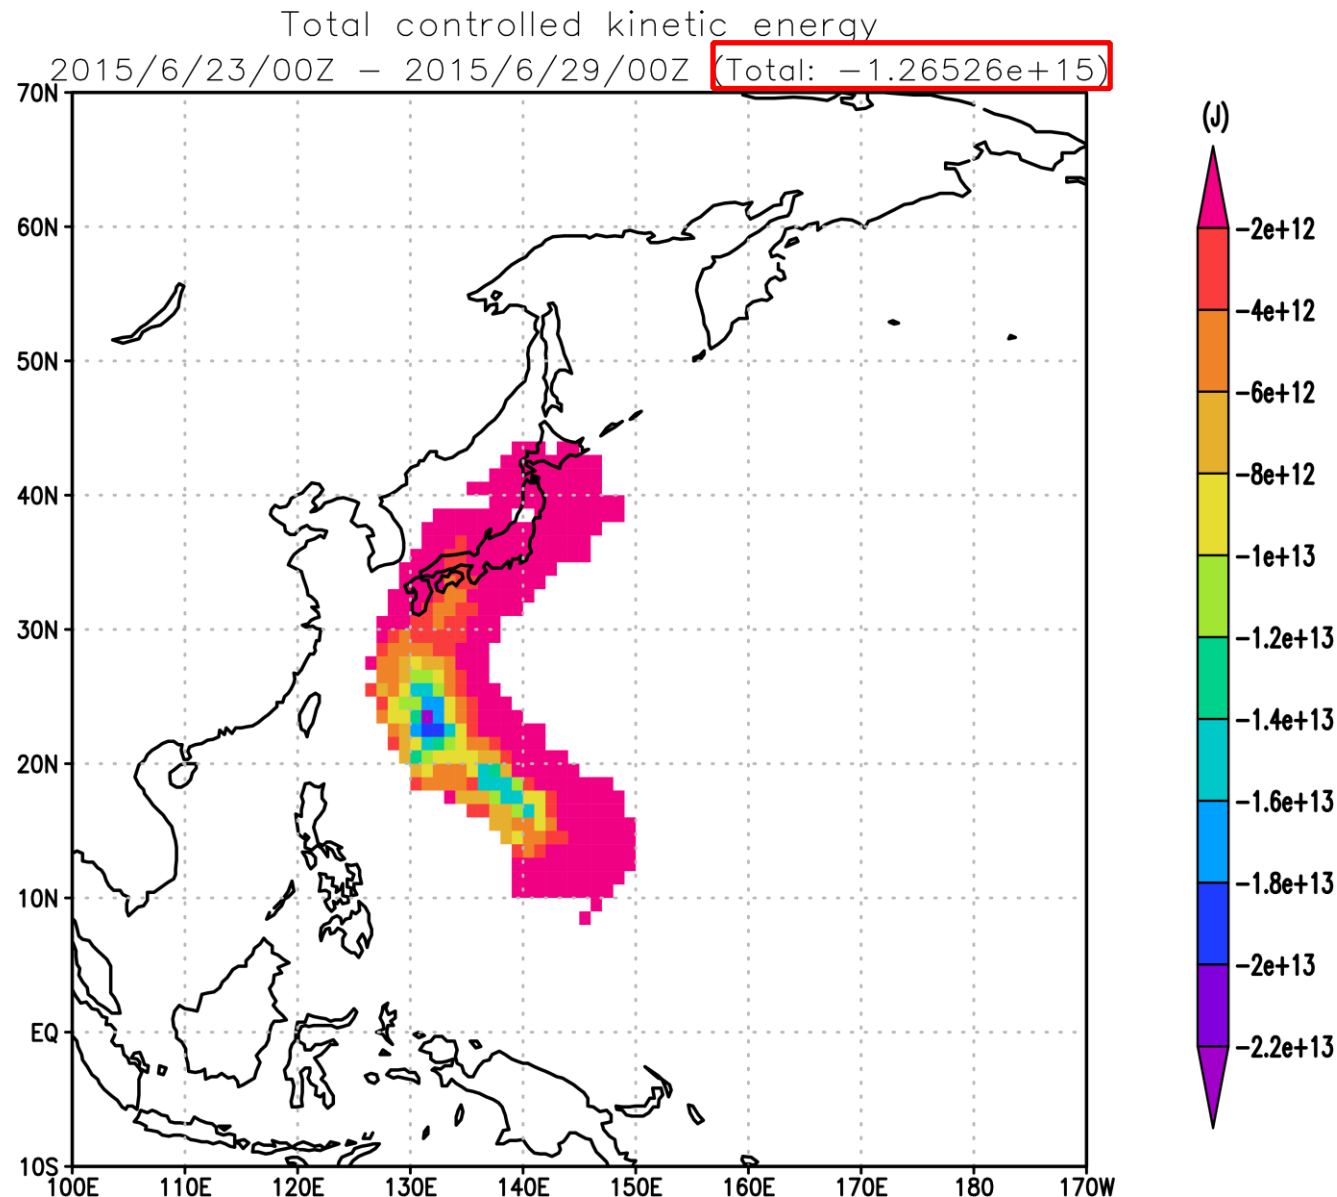 Total controlled kinetic energy
2015/6/23/00Z - 2015/6/29/00Z (Total: -1.26526e+15)
(J)
-2e+12
-4e+12
-6e+12
-8e+12
-1e+13
-1.2e+13
-1.4e+13
-1.6e+13
-1.8e+13
-2e+13
-2.2e+13
70N
60N
50N
40N
30N
20N
10N
EQ
10S
100E 110E 120E 130E 140E 150E 160E 170E 180 170W